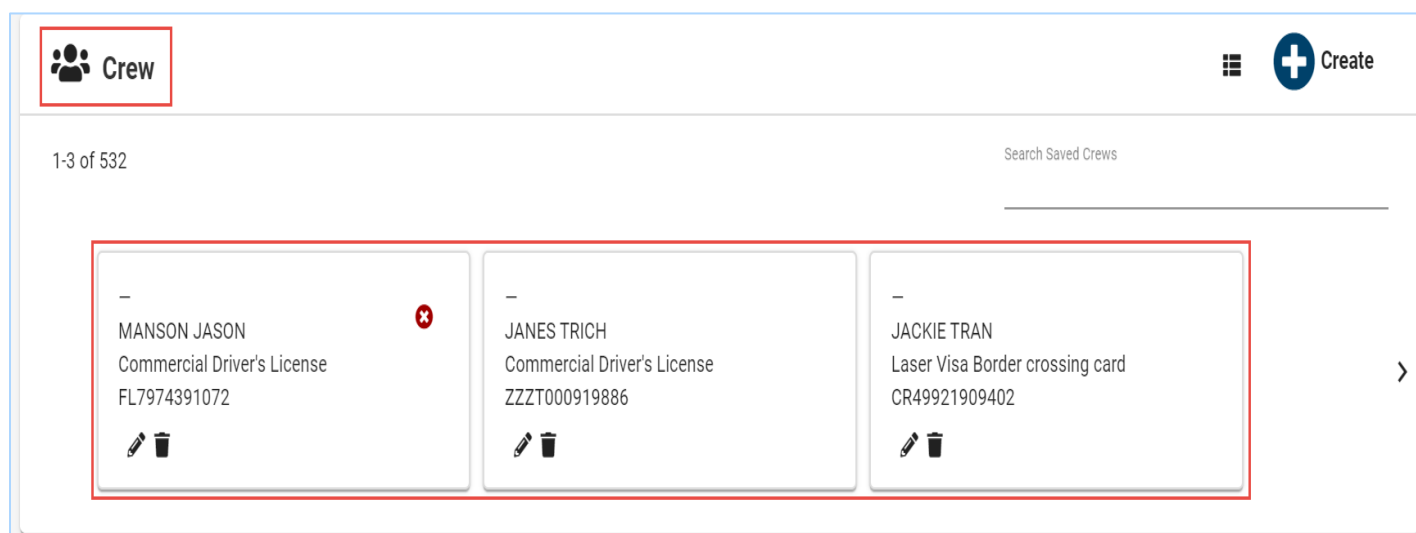 Crew
Create
1-3 of 532
Search Saved Crews
–
MANSON JASON
Commercial Driver's License
FL7974391072
–
JANES TRICH
Commercial Driver's License
ZZZT000919886
–
JACKIE TRAN
Laser Visa Border crossing card
CR49921909402